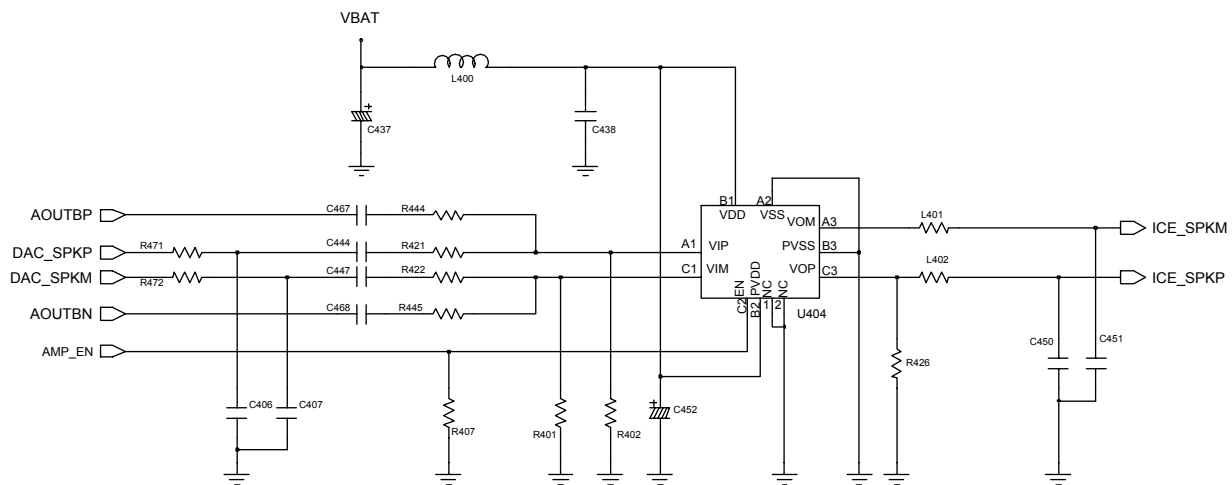 VBAT
L400
+
C437
C438
B1
A2
VDD
VSS
AOUTBP
C467
R444
VOM
A3
L401
ICE_SPKM
DAC_SPKP
R471
C444
R421
A1
VIP
PVSS
B3
DAC_SPKM
R472
C447
R422
C1
VIM
VOP
C3
L402
ICE_SPKP
EN
PVDD
NC
NC
C2
B2
1
2
U404
AOUTBN
C468
R445
AMP_EN
C450
C451
R426
C406
C407
R407
R401
R402
+
C452